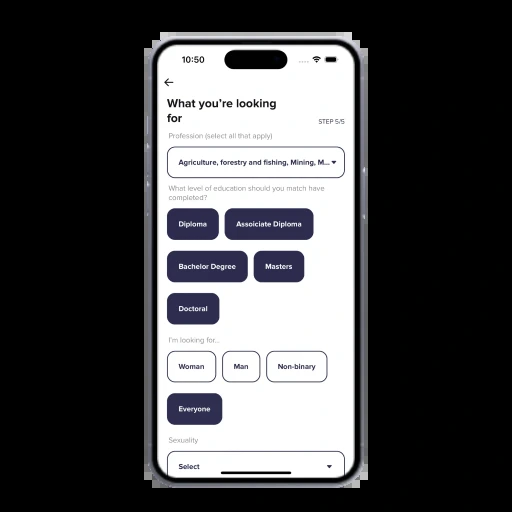 10:50
What you're looking
for
STEP 5/5
Profession (select all that apply)
Agriculture, forestry and fishing, Mining, M...
What level of education should you match have
completed?
Diploma
Assoiciate Diploma
Bachelor Degree
Masters
Doctoral
I'm looking for...
Woman
Man
Non-binary
Everyone
Sexuality
Select